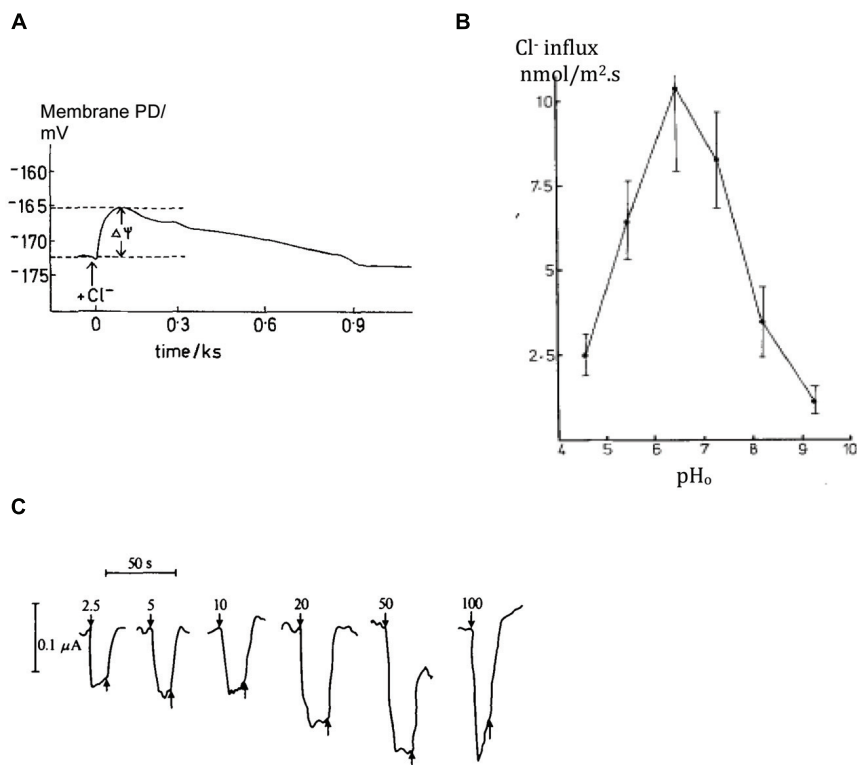 A
Membrane PD/
mV
-160
-165
-170
-175
ΔΨ
+Cl⁻
0
0·3
0·6
0·9
time/ks
B
Cl⁻ influx
nmol/m².s
10
7.5
5
2.5
4
5
6
7
8
9
10
pHₒ
C
50 s
2.5
5
10
20
50
100
0.1 μA